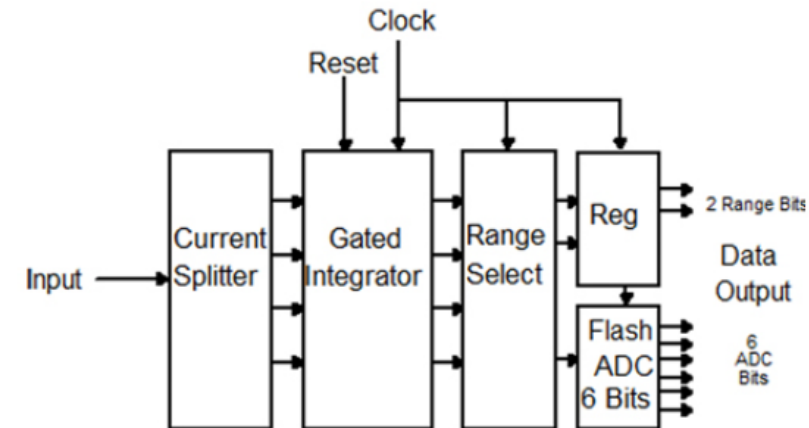 Clock
Reset
Input
Current
Splitter
Gated
Integrator
Range
Select
Reg
2 Range Bits
Data
Output
Flash
ADC
6 Bits
6
ADC
Bits